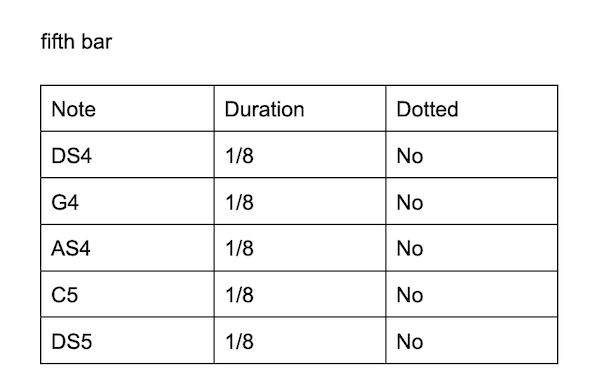 fifth bar
Note Duration Dotted
DS4 1/8 No
G4 1/8 No
AS4 1/8 No
C5 1/8 No
DS5 1/8 No